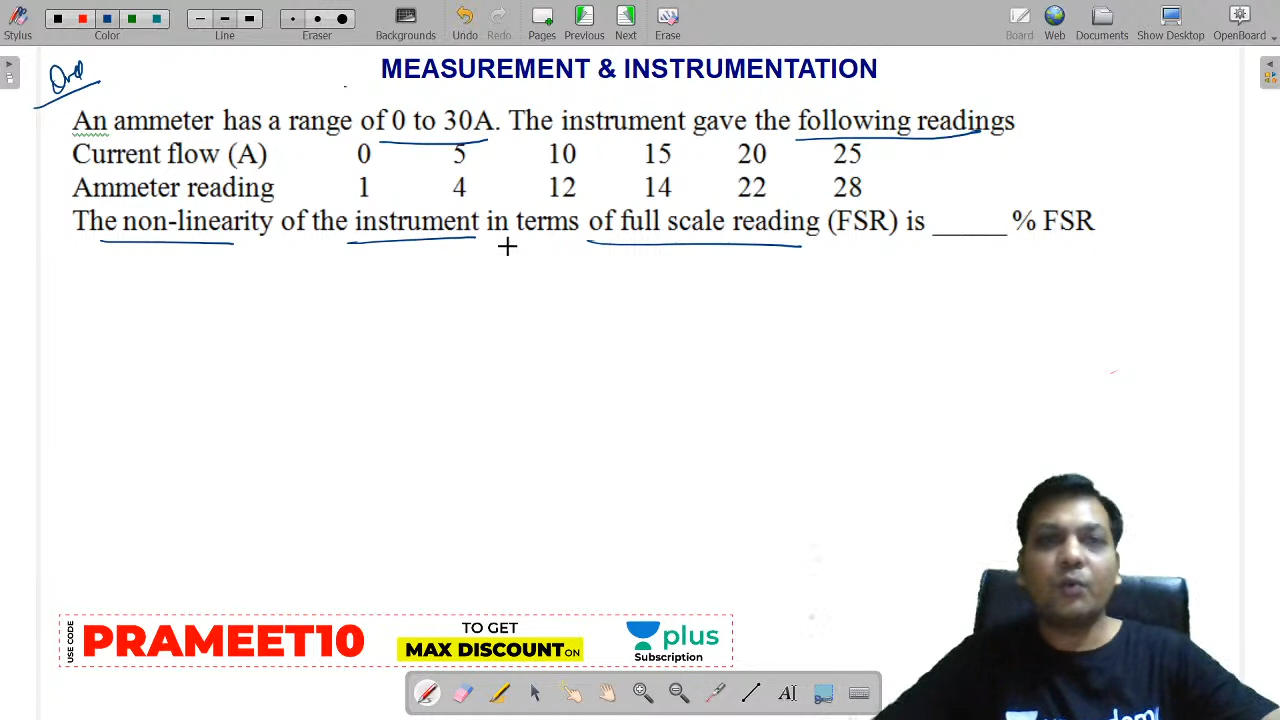 Stylus
Color
Line
Eraser
Backgrounds
Undo
Redo
Pages
Previous
Next
Erase
Board
Web
Documents
Show Desktop
OpenBoard
MEASUREMENT & INSTRUMENTATION
An ammeter has a range of 0 to 30A. The instrument gave the following readings
Current flow (A) 0 5 10 15 20 25
Ammeter reading 1 4 12 14 22 28
The non-linearity of the instrument in terms of full scale reading (FSR) is _____ % FSR
USE CODE
PRAMEET10
TO GET
MAX DISCOUNT ON
plus
Subscription